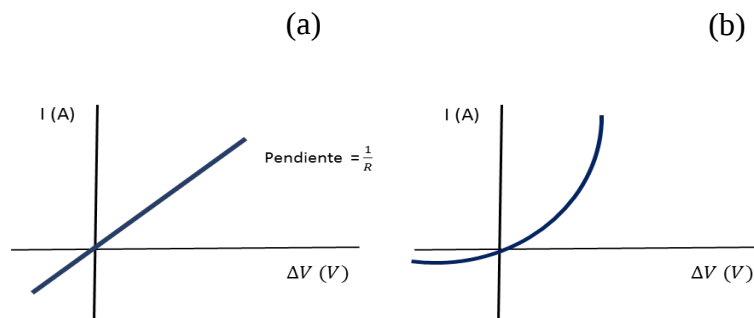 (a)
I (A)
Pendiente = 1/R
ΔV (V)
(b)
I (A)
ΔV (V)